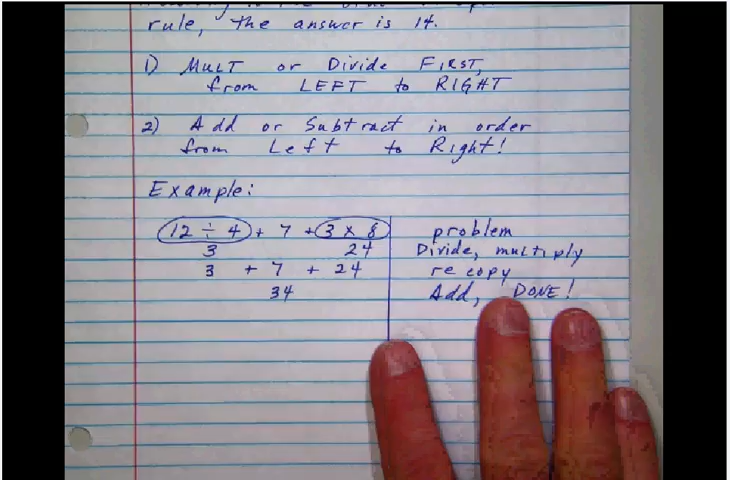 rule, the answer is 14.
1) MULT or Divide FIRST,
from LEFT to RIGHT
2) Add or Subtract in order
from Left to Right!
Example:
12 ÷ 4 + 7 + 3 x 8 problem
3 24 Divide, multiply
3 + 7 + 24 recopy
34 Add, DONE!